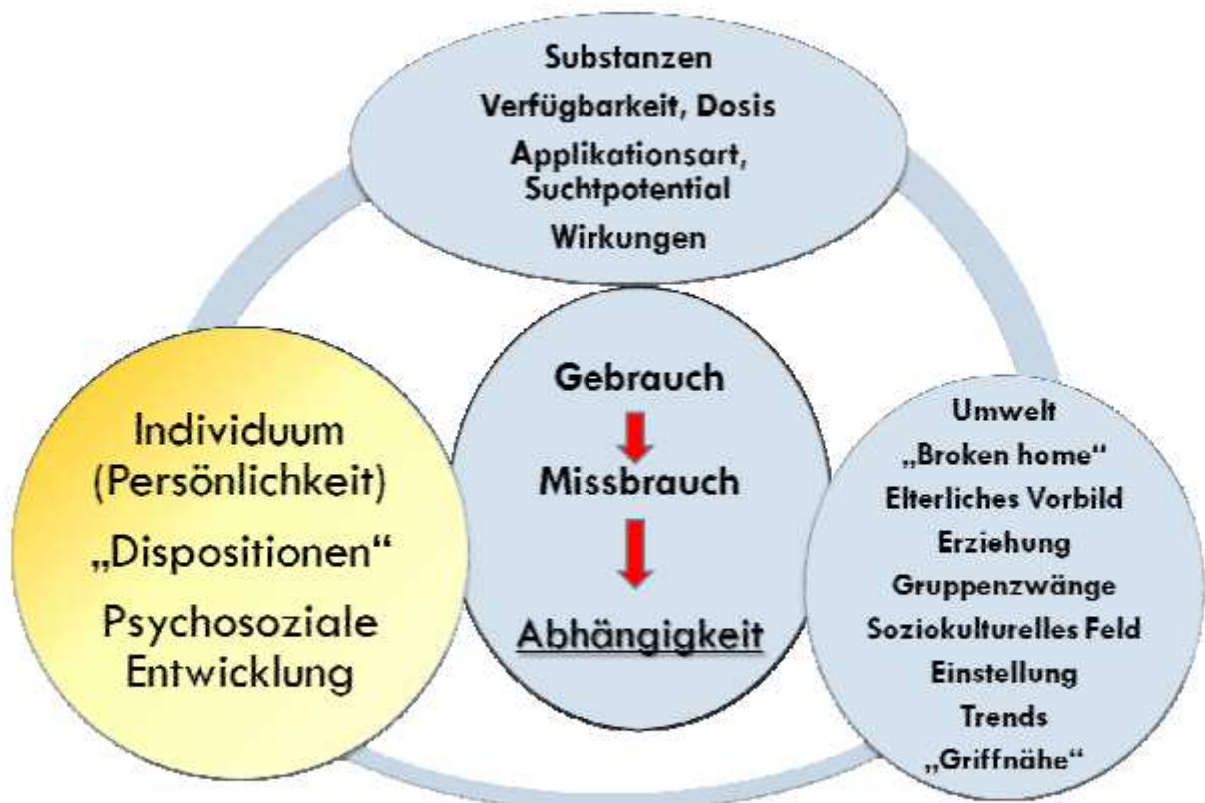 Substanzen
Verfügbarkeit, Dosis
Applikationsart,
Suchtpotential
Wirkungen
Gebrauch
Missbrauch
Abhängigkeit
Individuum
(Persönlichkeit)
„Dispositionen“
Psychosoziale
Entwicklung
Umwelt
„Broken home“
Elterliches Vorbild
Erziehung
Gruppenzwänge
Soziokulturelles Feld
Einstellung
Trends
„Griffnähe“